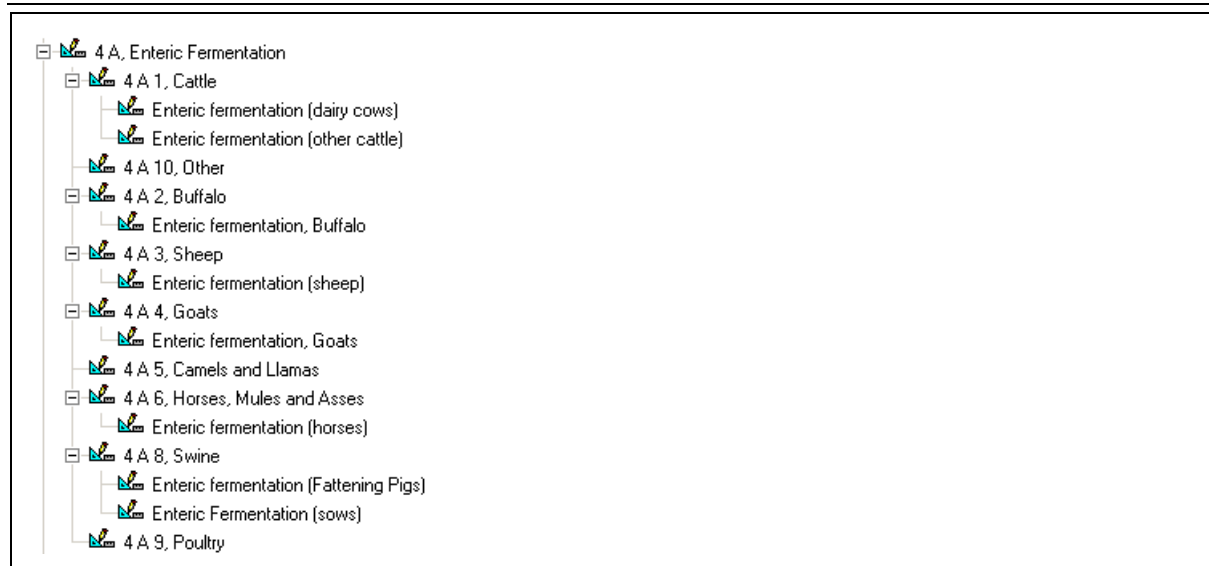 4 A, Enteric Fermentation
4 A 1, Cattle
Enteric fermentation (dairy cows)
Enteric fermentation (other cattle)
4 A 10, Other
4 A 2, Buffalo
Enteric fermentation, Buffalo
4 A 3, Sheep
Enteric fermentation (sheep)
4 A 4, Goats
Enteric fermentation, Goats
4 A 5, Camels and Llamas
4 A 6, Horses, Mules and Asses
Enteric fermentation (horses)
4 A 8, Swine
Enteric fermentation (Fattening Pigs)
Enteric Fermentation (sows)
4 A 9, Poultry